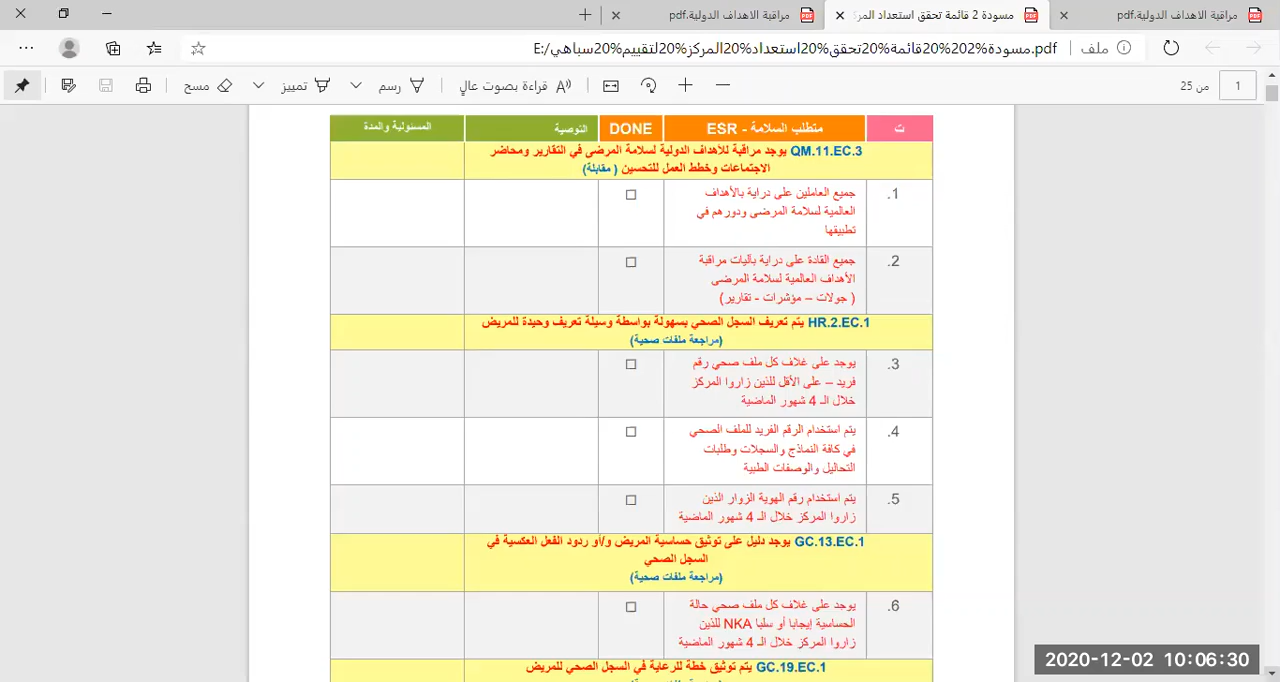 مراقبة الاهداف الدولية.pdf
مسودة 2 قائمة تحقق استعداد المركز
مراقبة الاهداف الدولية.pdf
ملف
E:/مسودة%202%20قائمة%20تحقق%20استعداد%20المركز%20لتقييم%20سباهي.pdf
1
من 25
قراءة بصوت عالٍ
رسم
تمييز
مسح
ت
متطلب السلامة - ESR
DONE
التوصية
المسئولية والمدة
QM.11.EC.3 يوجد مراقبة للأهداف الدولية لسلامة المرضى في التقارير ومحاضر
الاجتماعات وخطط العمل للتحسين ( مقابلة)
.1
جميع العاملين على دراية بالأهداف
العالمية لسلامة المرضى ودورهم في
تطبيقها
☐
.2
جميع القادة على دراية بآليات مراقبة
الأهداف العالمية لسلامة المرضى
( جولات – مؤشرات - تقارير)
☐
HR.2.EC.1 يتم تعريف السجل الصحي بسهولة بواسطة وسيلة تعريف وحيدة للمريض
(مراجعة ملفات صحية)
.3
يوجد على غلاف كل ملف صحي رقم
فريد – على الأقل للذين زاروا المركز
خلال الـ 4 شهور الماضية
☐
.4
يتم استخدام الرقم الفريد للملف الصحي
في كافة النماذج والسجلات وطلبات
التحاليل والوصفات الطبية
☐
.5
يتم استخدام رقم الهوية الزوار الذين
زاروا المركز خلال الـ 4 شهور الماضية
☐
GC.13.EC.1 يوجد دليل على توثيق حساسية المريض و/أو ردود الفعل العكسية في
السجل الصحي
(مراجعة ملفات صحية)
.6
يوجد على غلاف كل ملف صحي حالة
الحساسية إيجابا أو سلبا NKA للذين
زاروا المركز خلال الـ 4 شهور الماضية
☐
GC.19.EC.1 يتم توثيق خطة للرعاية في السجل الصحي للمريض
2020-12-02 10:06:30